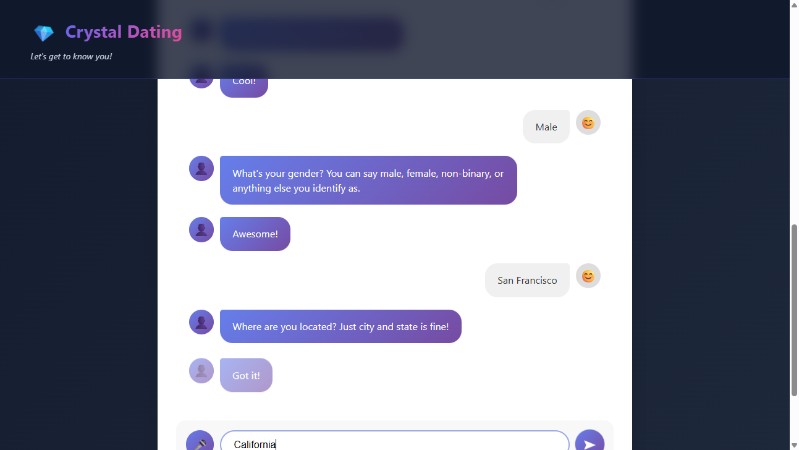 Crystal Dating
Let's get to know you!
Cool!
Male
What's your gender? You can say male, female, non-binary, or
anything else you identify as.
Awesome!
San Francisco
Where are you located? Just city and state is fine!
Got it!
California